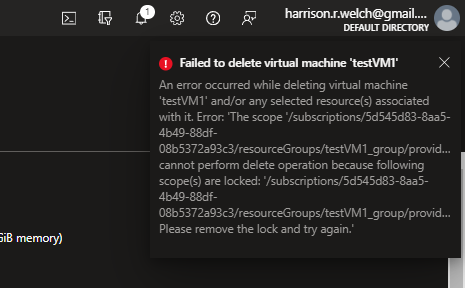 harrison.r.welch@gmail....
DEFAULT DIRECTORY
1
Failed to delete virtual machine 'testVM1'
An error occurred while deleting virtual machine
'testVM1' and/or any selected resource(s) associated
with it. Error: 'The scope '/subscriptions/5d545d83-8aa5-
4b49-88df-
08b5372a93c3/resourceGroups/testVM1_group/provid...
cannot perform delete operation because following
scope(s) are locked: '/subscriptions/5d545d83-8aa5-
4b49-88df-
08b5372a93c3/resourceGroups/testVM1_group/provid...
Please remove the lock and try again.'
GiB memory)